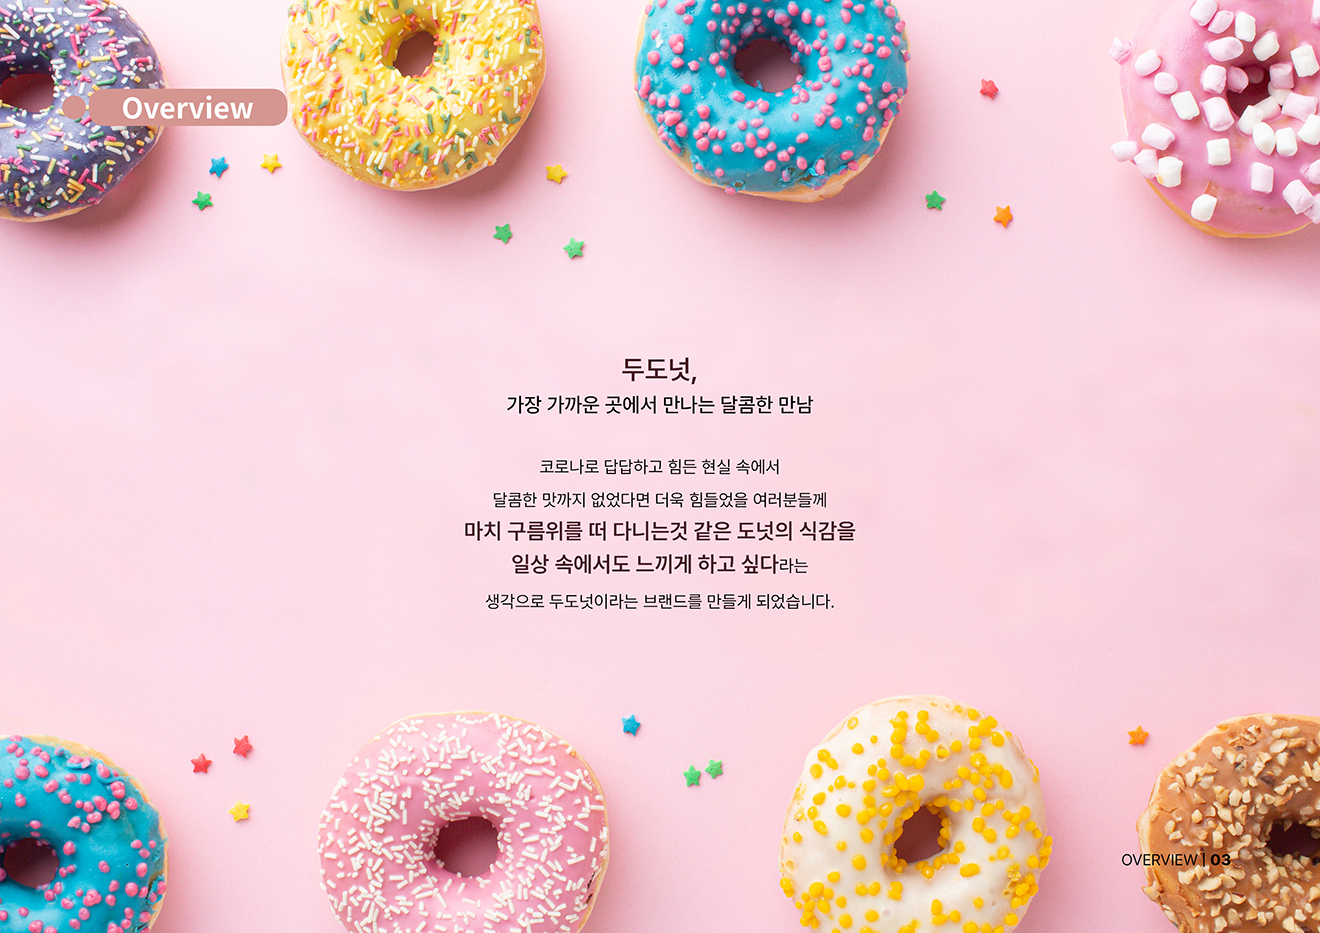 Overview
두도넛,
가장 가까운 곳에서 만나는 달콤한 만남
코로나로 답답하고 힘든 현실 속에서
달콤한 맛까지 없었다면 더욱 힘들었을 여러분들께
마치 구름위를 떠 다니는것 같은 도넛의 식감을
일상 속에서도 느끼게 하고 싶다라는
생각으로 두도넛이라는 브랜드를 만들게 되었습니다.
OVERVIEW | 03